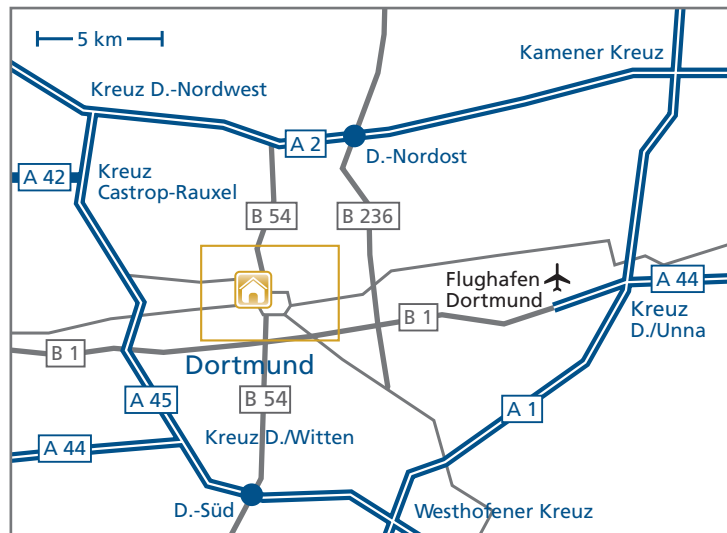 5 km
Kamener Kreuz
Kreuz D.-Nordwest
A 2
D.-Nordost
A 42
Kreuz
Castrop-Rauxel
B 54
B 236
Flughafen
Dortmund
A 44
B 1
Kreuz
D./Unna
B 1
Dortmund
A 45
B 54
A 1
Kreuz D./Witten
A 44
D.-Süd
Westhofener Kreuz